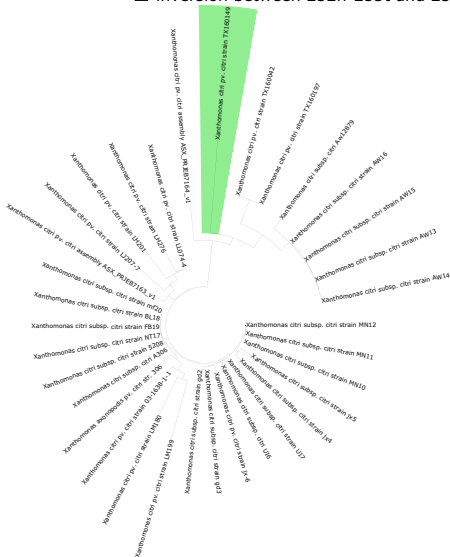 Xanthomonas citri pv. citri strain TX160149
Xanthomonas citri pv. citri strain TX160042
Xanthomonas citri pv. citri strain TX160197
Xanthomonas citri subsp. citri strain Aw12879
Xanthomonas citri subsp. citri strain AW16
Xanthomonas citri subsp. citri strain AW15
Xanthomonas citri subsp. citri strain AW13
Xanthomonas citri subsp. citri strain AW14
Xanthomonas citri subsp. citri strain MN12
Xanthomonas citri subsp. citri strain MN11
Xanthomonas citri subsp. citri strain MN10
Xanthomonas citri subsp. citri strain jx5
Xanthomonas citri subsp. citri strain jx4
Xanthomonas citri subsp. citri strain UI7
Xanthomonas citri subsp. citri UI6
Xanthomonas citri pv. citri strain jx-6
Xanthomonas citri subsp. citri strain gd3
Xanthomonas citri subsp. citri strain gd2
Xanthomonas citri pv. citri strain LM199
Xanthomonas citri pv. citri strain LM180
Xanthomonas citri pv. citri strain 03-1638-1-1
Xanthomonas axonopodis pv. citri str. 306
Xanthomonas citri subsp. citri A306
Xanthomonas citri subsp. citri strain 5208
Xanthomonas citri subsp. citri strain NT17
Xanthomonas citri subsp. citri strain FB19
Xanthomonas citri subsp. citri strain BL18
Xanthomonas citri subsp. citri strain mf20
Xanthomonas citri pv. citri assembly ASX_PRJEB7163_v1
Xanthomonas citri pv. citri strain LJ207-7
Xanthomonas citri pv. citri strain LH201
Xanthomonas citri pv. citri strain LH276
Xanthomonas citri pv. citri strain LL074-4
Xanthomonas citri pv. citri assembly ASX_PRJEB7164_v1